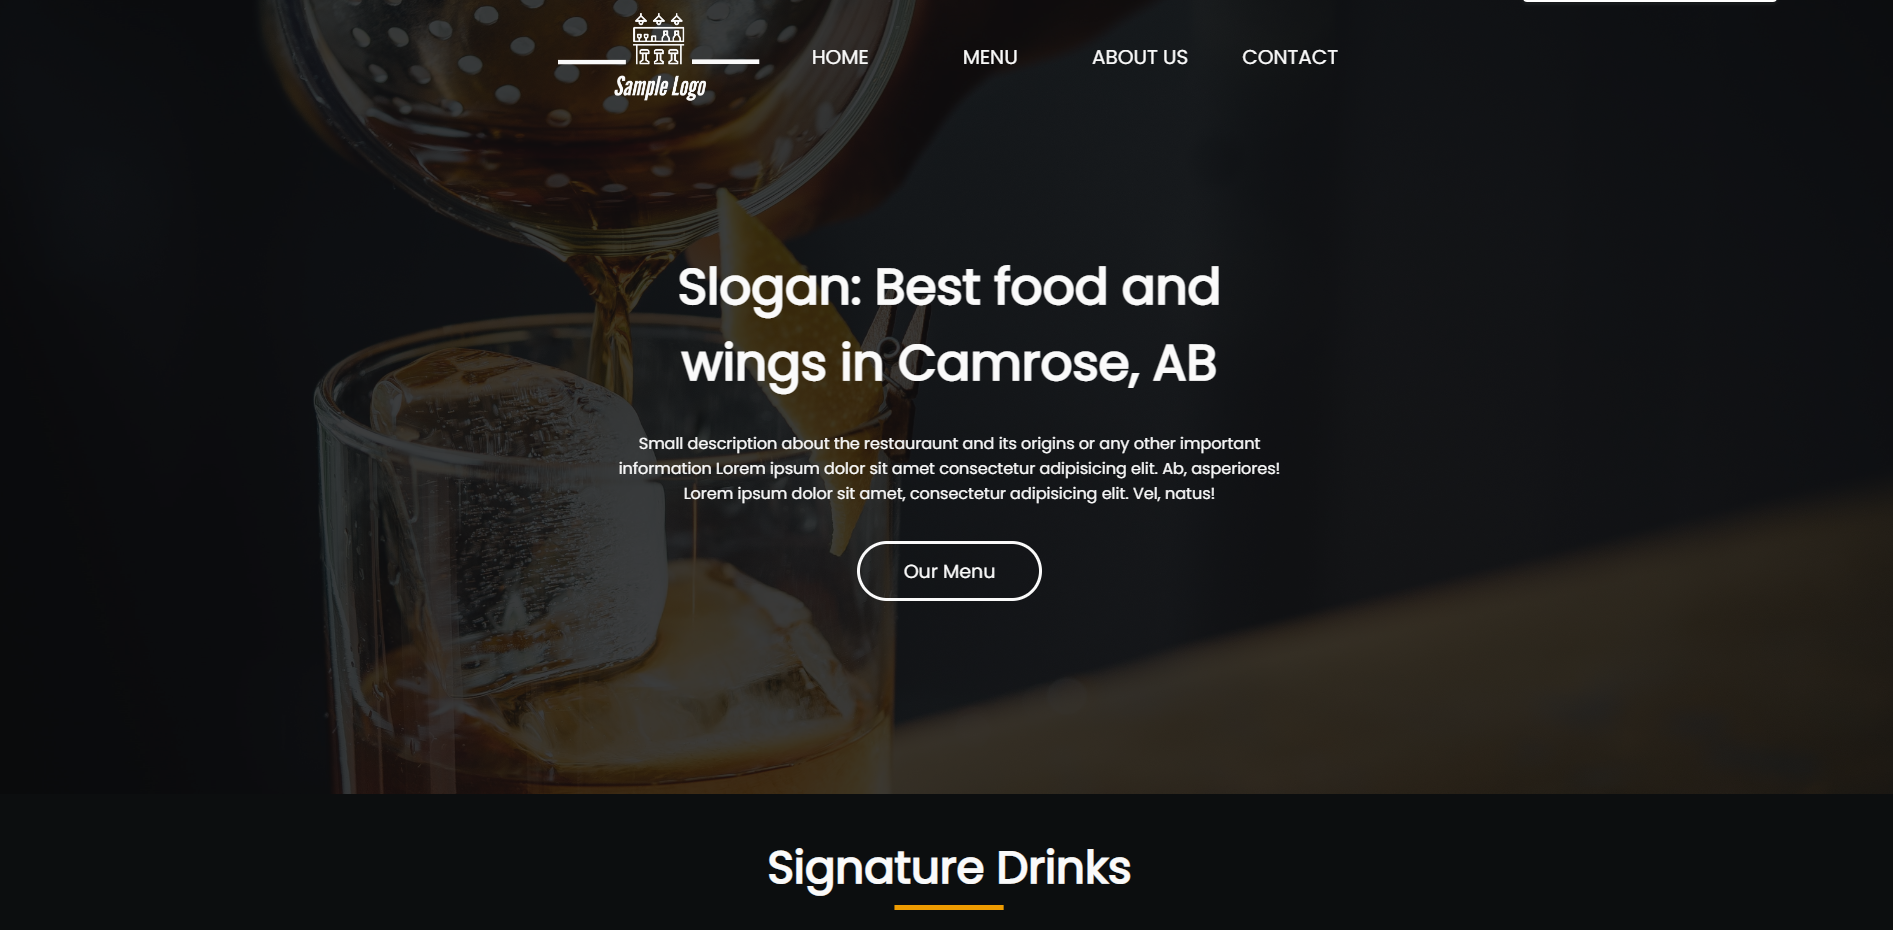 Sample Logo
HOME
MENU
ABOUT US
CONTACT
Slogan: Best food and
wings in Camrose, AB
Small description about the restauraunt and its origins or any other important
information Lorem ipsum dolor sit amet consectetur adipisicing elit. Ab, asperiores!
Lorem ipsum dolor sit amet, consectetur adipisicing elit. Vel, natus!
Our Menu
Signature Drinks